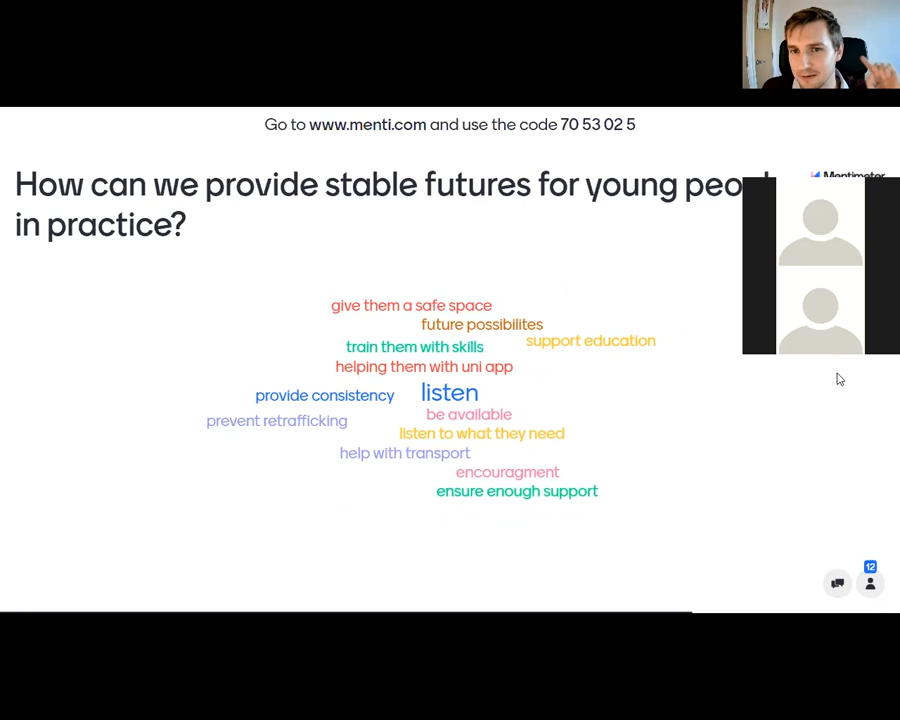 Go to www.menti.com and use the code 70 53 02 5
How can we provide stable futures for young
in practice?
Mentimeter
give them a safe space
future possibilites
support education
train them with skills
helping them with uni app
provide consistency
listen
be available
prevent retrafficking
listen to what they need
help with transport
encouragment
ensure enough support
12